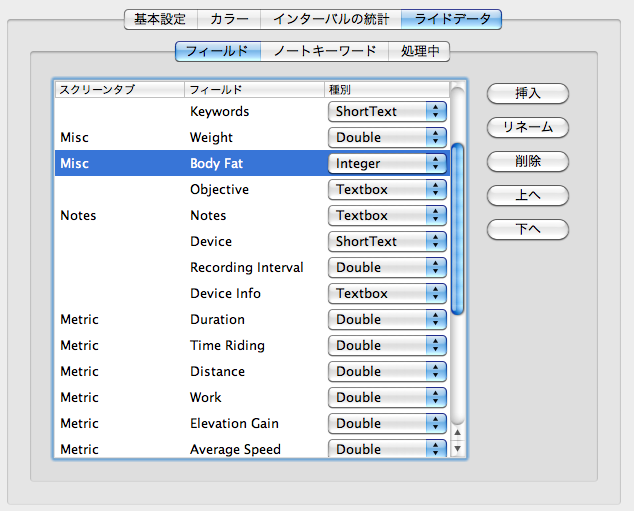 基本設定 カラー インターバルの統計 ライドデータ
フィールド ノートキーワード 処理中
スクリーンタブ フィールド 種別
Keywords ShortText
Misc Weight Double
Misc Body Fat Integer
Objective Textbox
Notes Notes Textbox
Device ShortText
Recording Interval Double
Device Info Textbox
Metric Duration Double
Metric Time Riding Double
Metric Distance Double
Metric Work Double
Metric Elevation Gain Double
Metric Average Speed Double
挿入
リネーム
削除
上へ
下へ